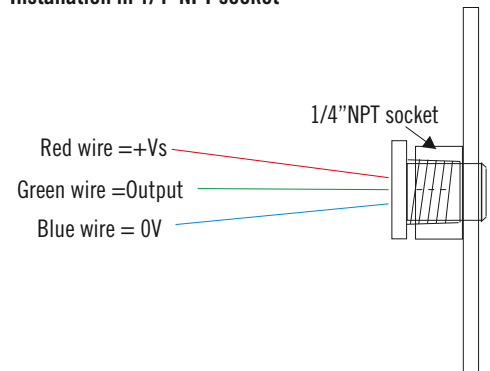 Installation in 1/4" NPT socket
1/4”NPT socket
Red wire =+Vs
Green wire =Output
Blue wire = 0V